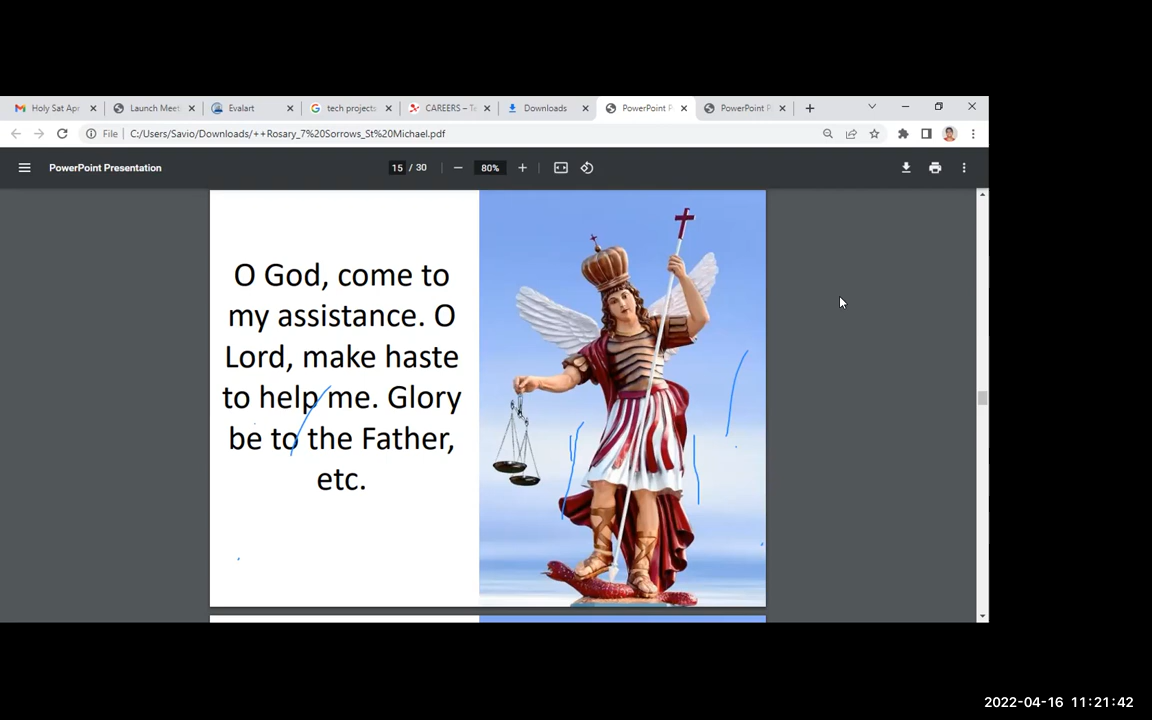 Holy Sat Apr
Launch Meet
Evalart
tech projects
CAREERS – Te
Downloads
PowerPoint P
PowerPoint P
File
C:/Users/Savio/Downloads/++Rosary_7%20Sorrows_St%20Michael.pdf
PowerPoint Presentation
15 / 30
80%
O God, come to
my assistance. O
Lord, make haste
to help me. Glory
be to the Father,
etc.
2022-04-16 11:21:42